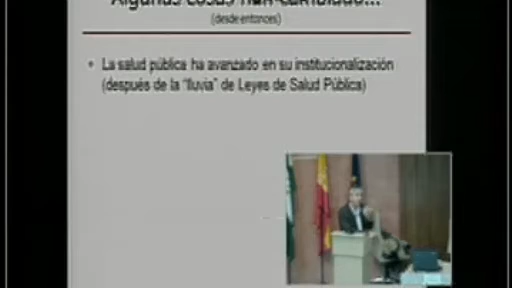 Algunas cosas han cambiado...
(desde entonces)
• La salud pública ha avanzado en su institucionalización
(después de la "lluvia" de Leyes de Salud Pública)